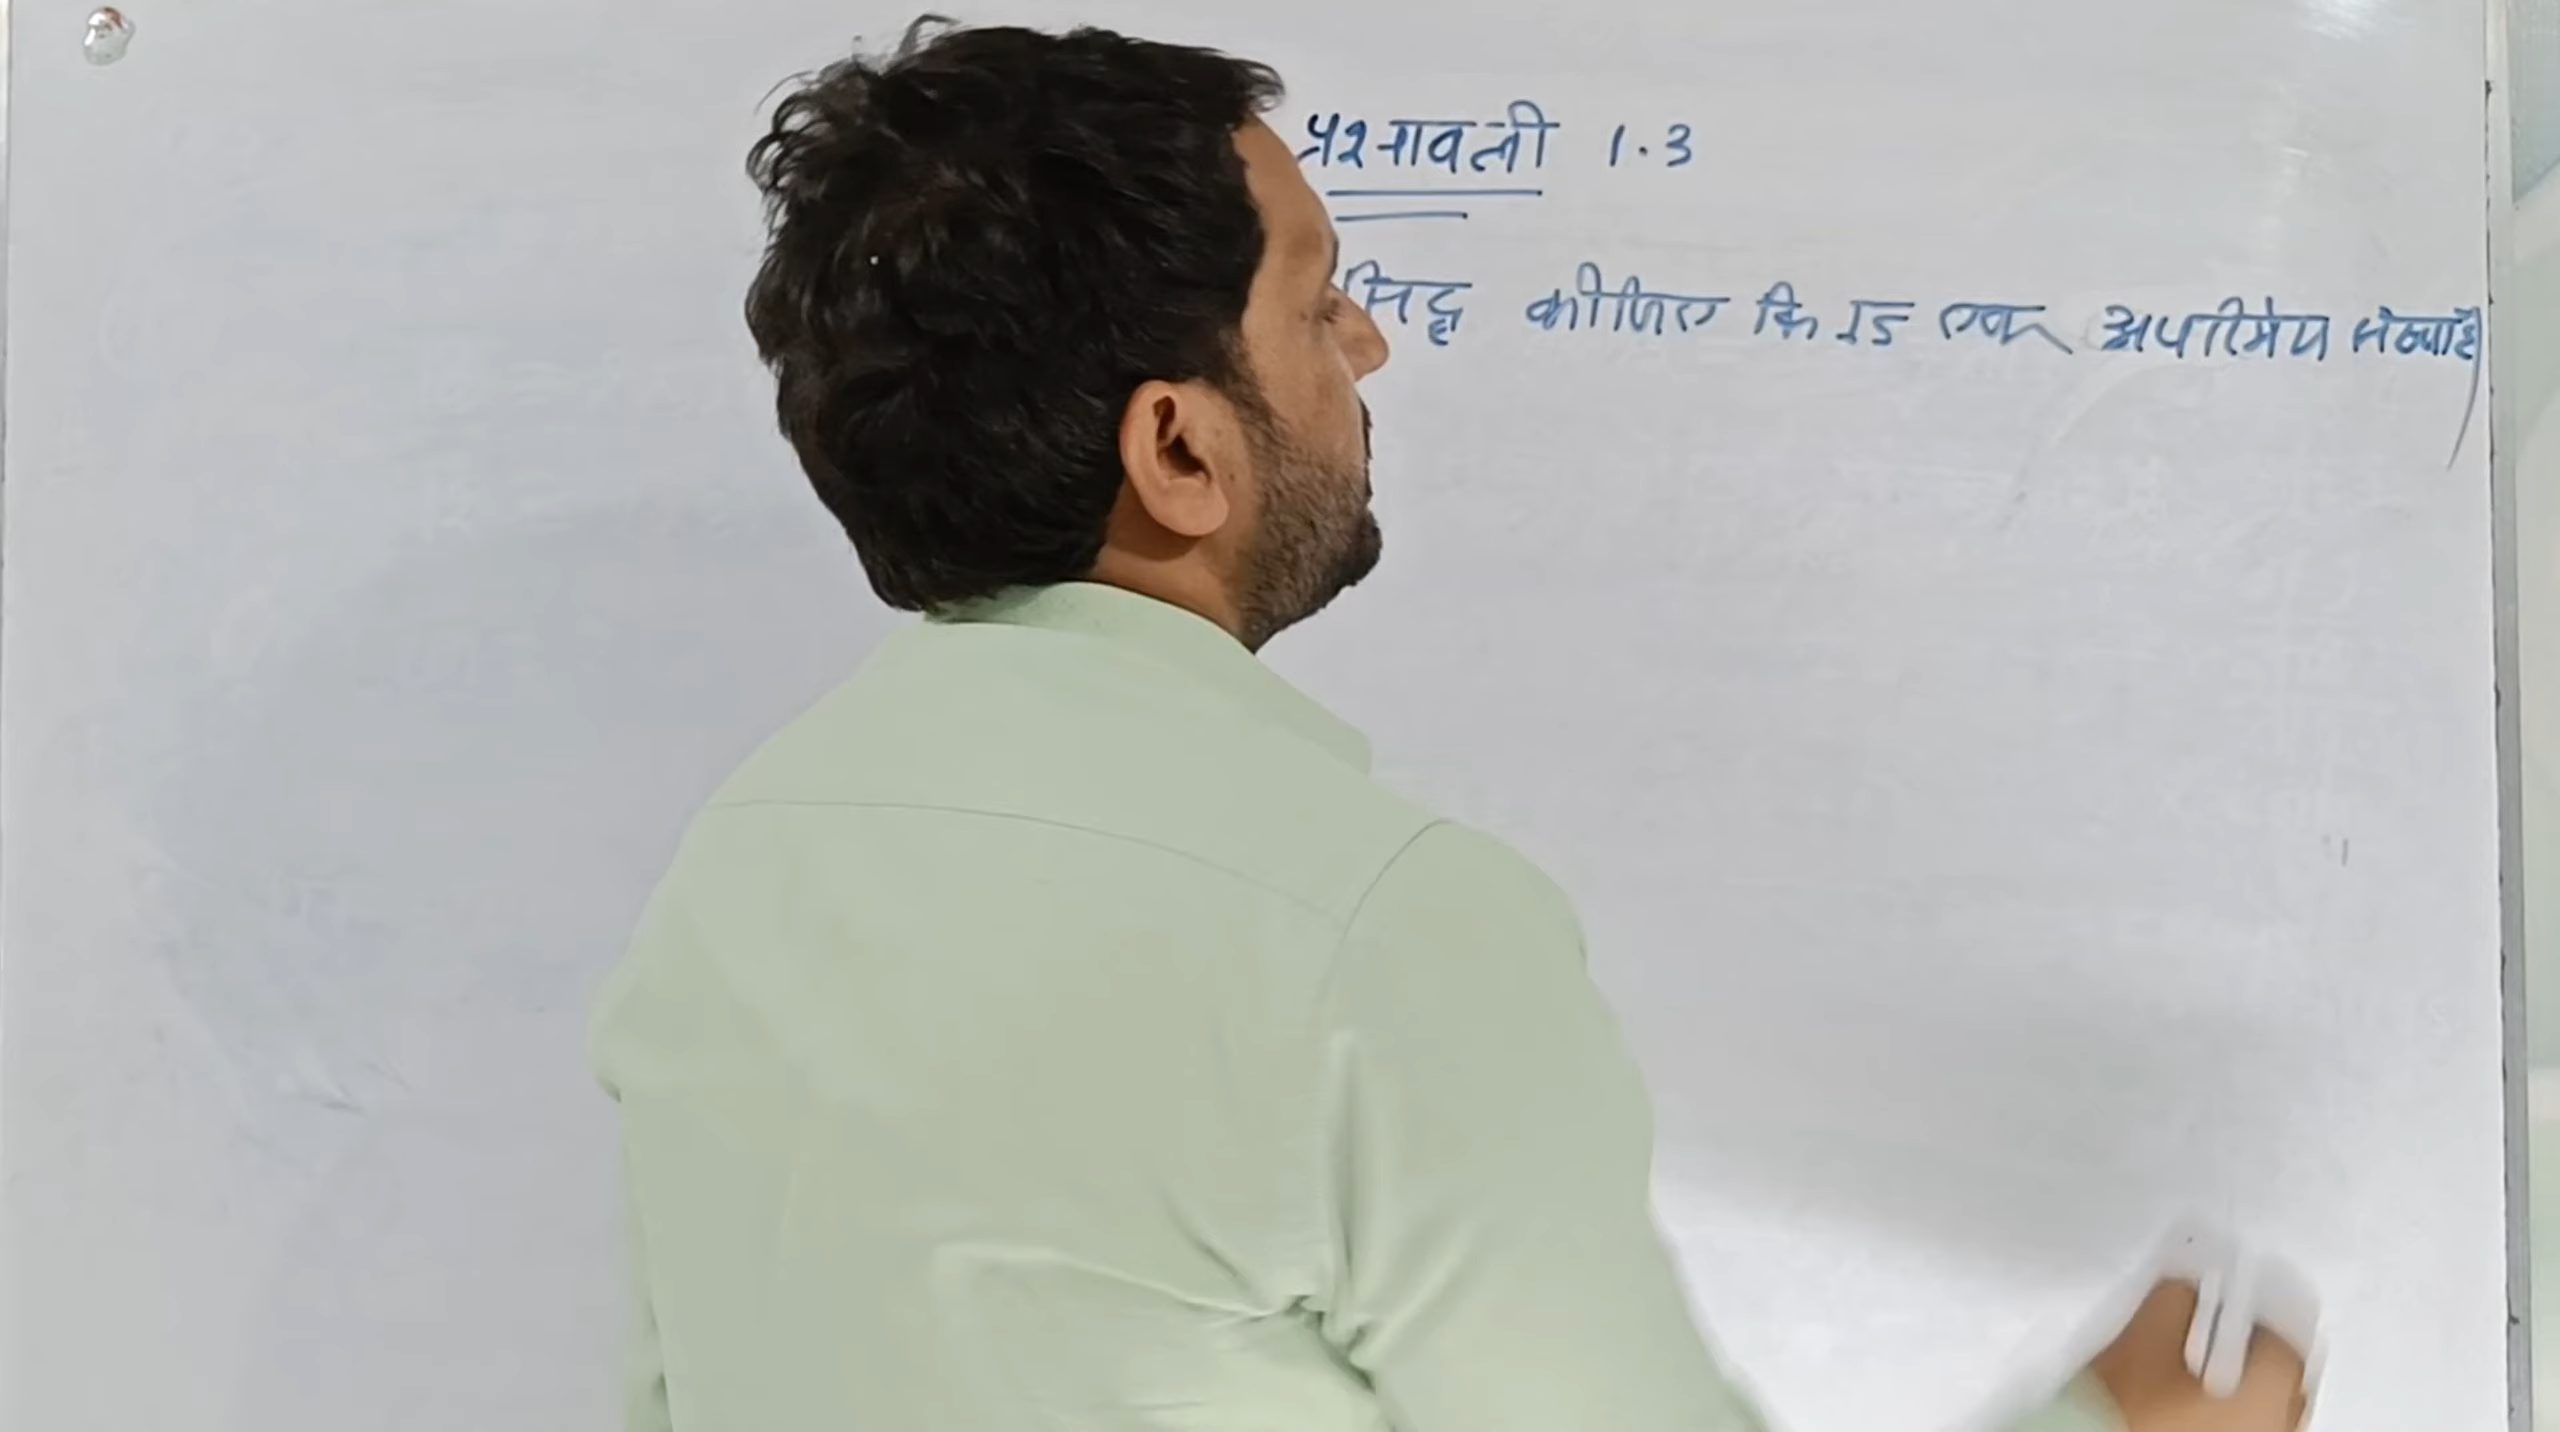 प्रश्नावली 1.3
सिद्ध कीजिए कि √5 एक अपरिमेय संख्या है